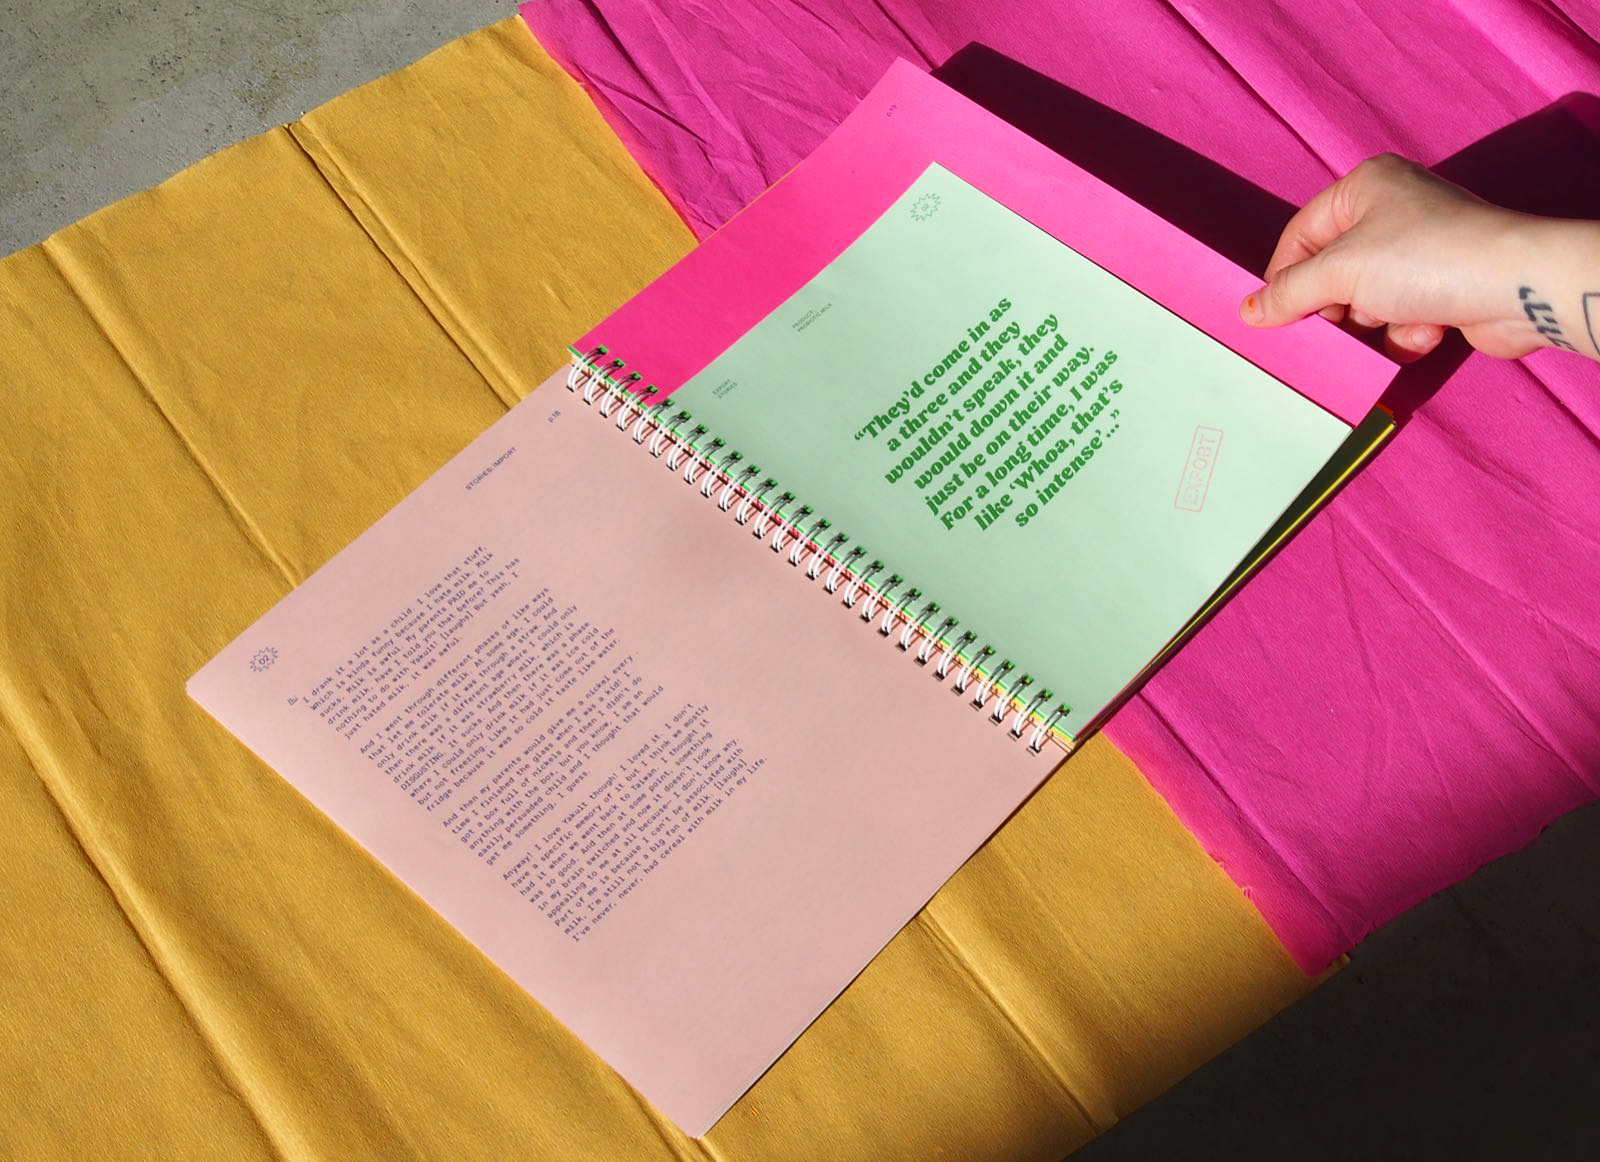 p.18
STORIES: IMPORT
02
I drank it a lot as a child. I love that stuff.
Which is kinda funny because I hate milk. Milk
sucks. Milk is awful. My parents PAID me to
drink milk, have I told you that before? This has
nothing to do with Yakult! [laughs] But yeah, I
just hated milk, it was awful.
And I went through different phases of like ways
that let me tolerate milk. At some age, I could
only drink milk if it was through a straw. And
then there was a different age where I could only
drink milk if it was strawberry milk, which is
DISGUSTING. It sucks. And then there was a phase
where I could only drink milk if it was ice cold
but not freezing. Like it had just come out of the
fridge because it was so cold it taste like water.
And then my parents would give me a nickel every
time I finished the glass when I was a kid! I
got a box full of nickels and then I didn't do
anything with the box, but you know, I am an
easily persuaded child and I thought that would
get me something, I guess.
Anyway! I love Yakult though! I loved it. I don't
have a specific memory of it but I think we mostly
had it when we went back to Taiwan. I thought it
was so good. And then at some point, something
in my brain switched and now it doesn't look
appealing to me at all because— I don't know why.
Part of me is because I can't be associated with
milk. I'm still not a big fan of milk. [laughs]
I've never, never, had cereal with milk in my life.
p.19
02
PRODUCT:
PROBIOTIC MILK
EXPORT
STORIES
“They’d come in as
a three and they
wouldn’t speak, they
would down it and
just be on their way.
For a long time, I was
like ‘Whoa, that’s
so intense’...”
EXPORT